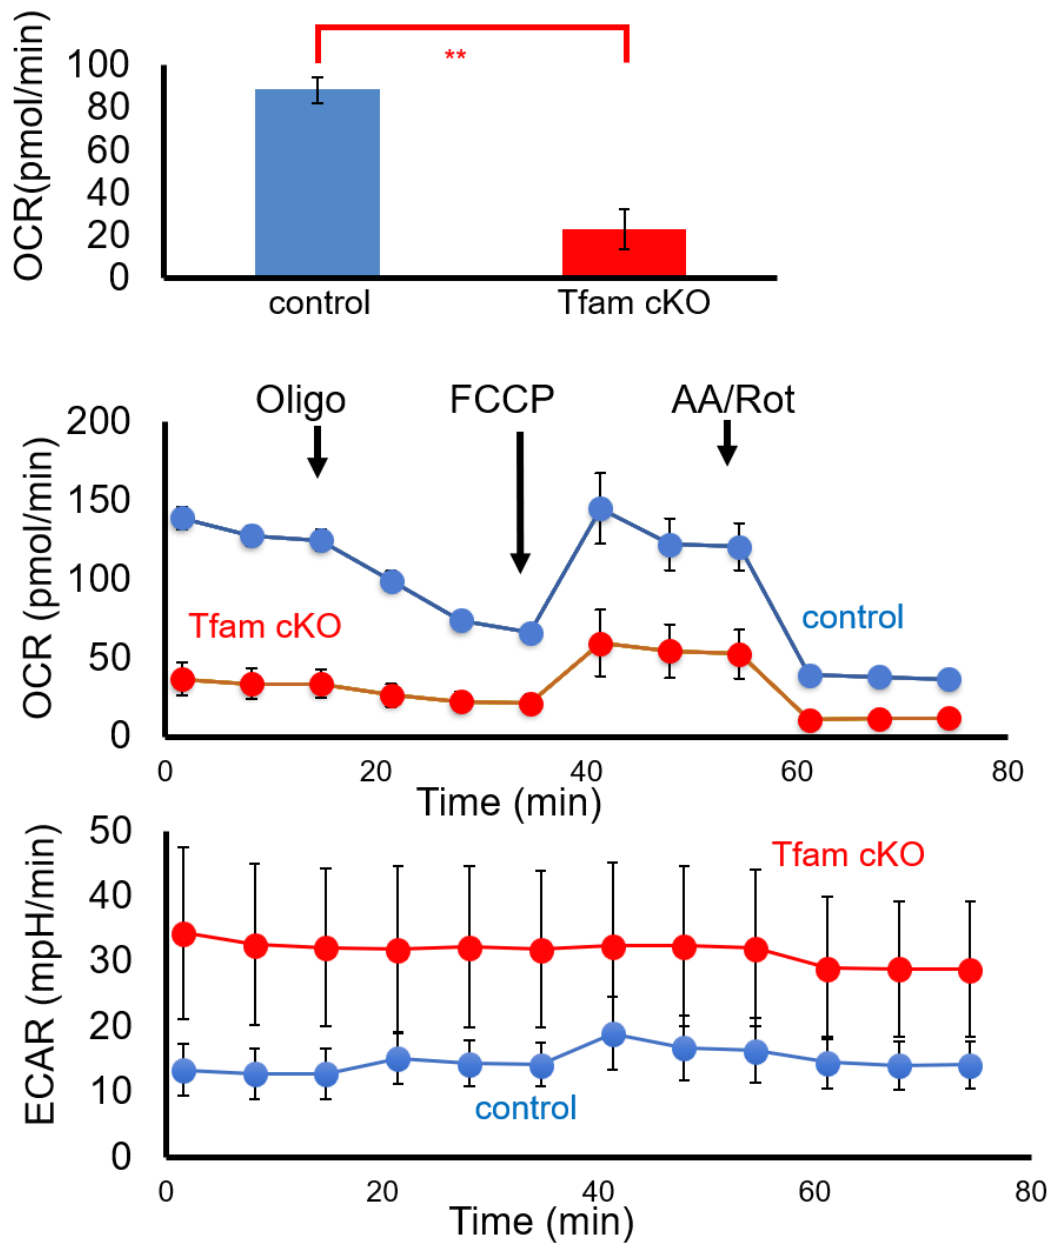 OCR(pmol/min)
**
100
80
60
40
20
0
control Tfam cKO
Oligo FCCP AA/Rot
OCR (pmol/min)
200
150
100
50
0
Tfam cKO
control
0 20 40 60 80
Time (min)
ECAR (mpH/min)
50
40
30
20
10
0
Tfam cKO
control
0 20 40 60 80
Time (min)